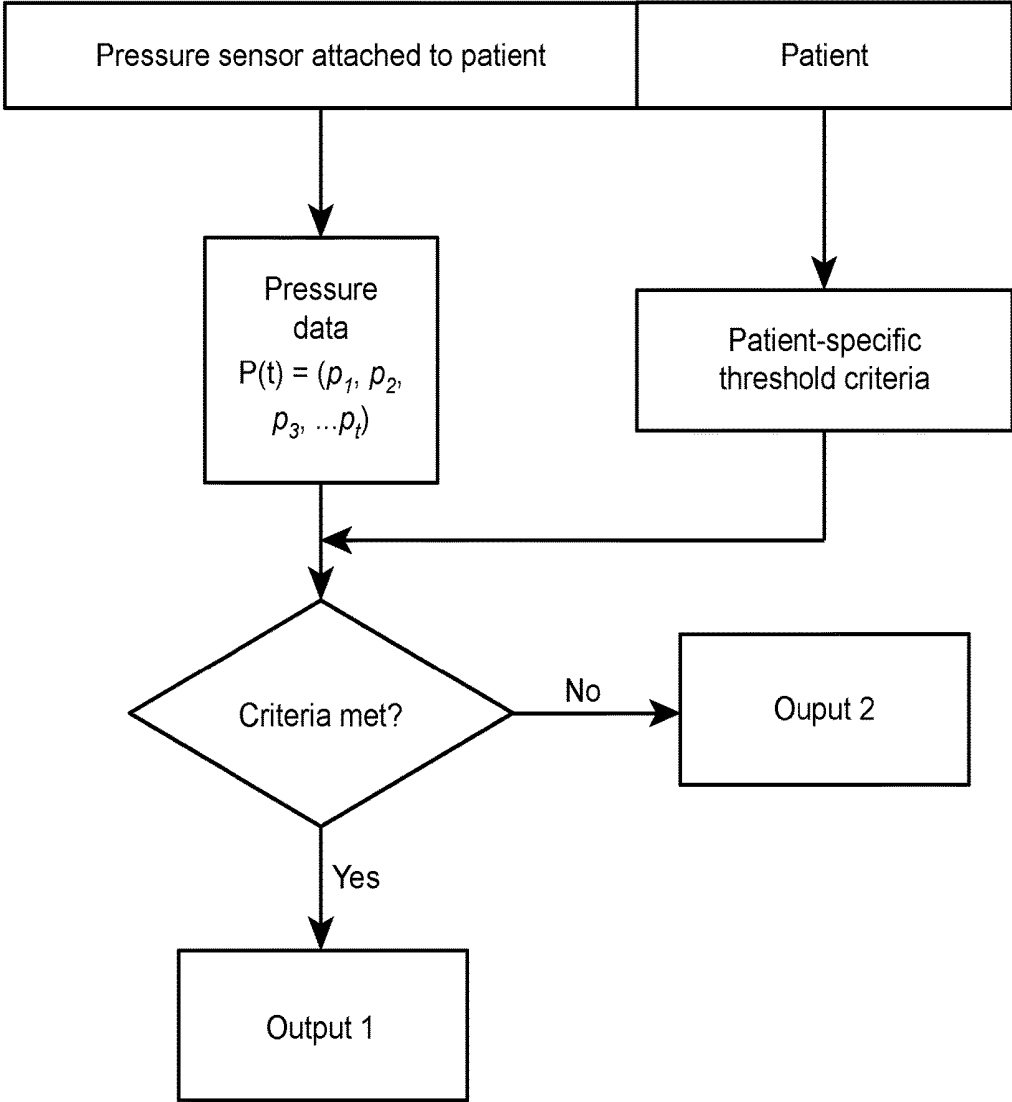 Pressure sensor attached to patient
Patient
Pressure
data
P(t) = (p₁, p₂,
p₃, ...pₜ)
Patient-specific
threshold criteria
Criteria met?
No
Ouput 2
Yes
Output 1